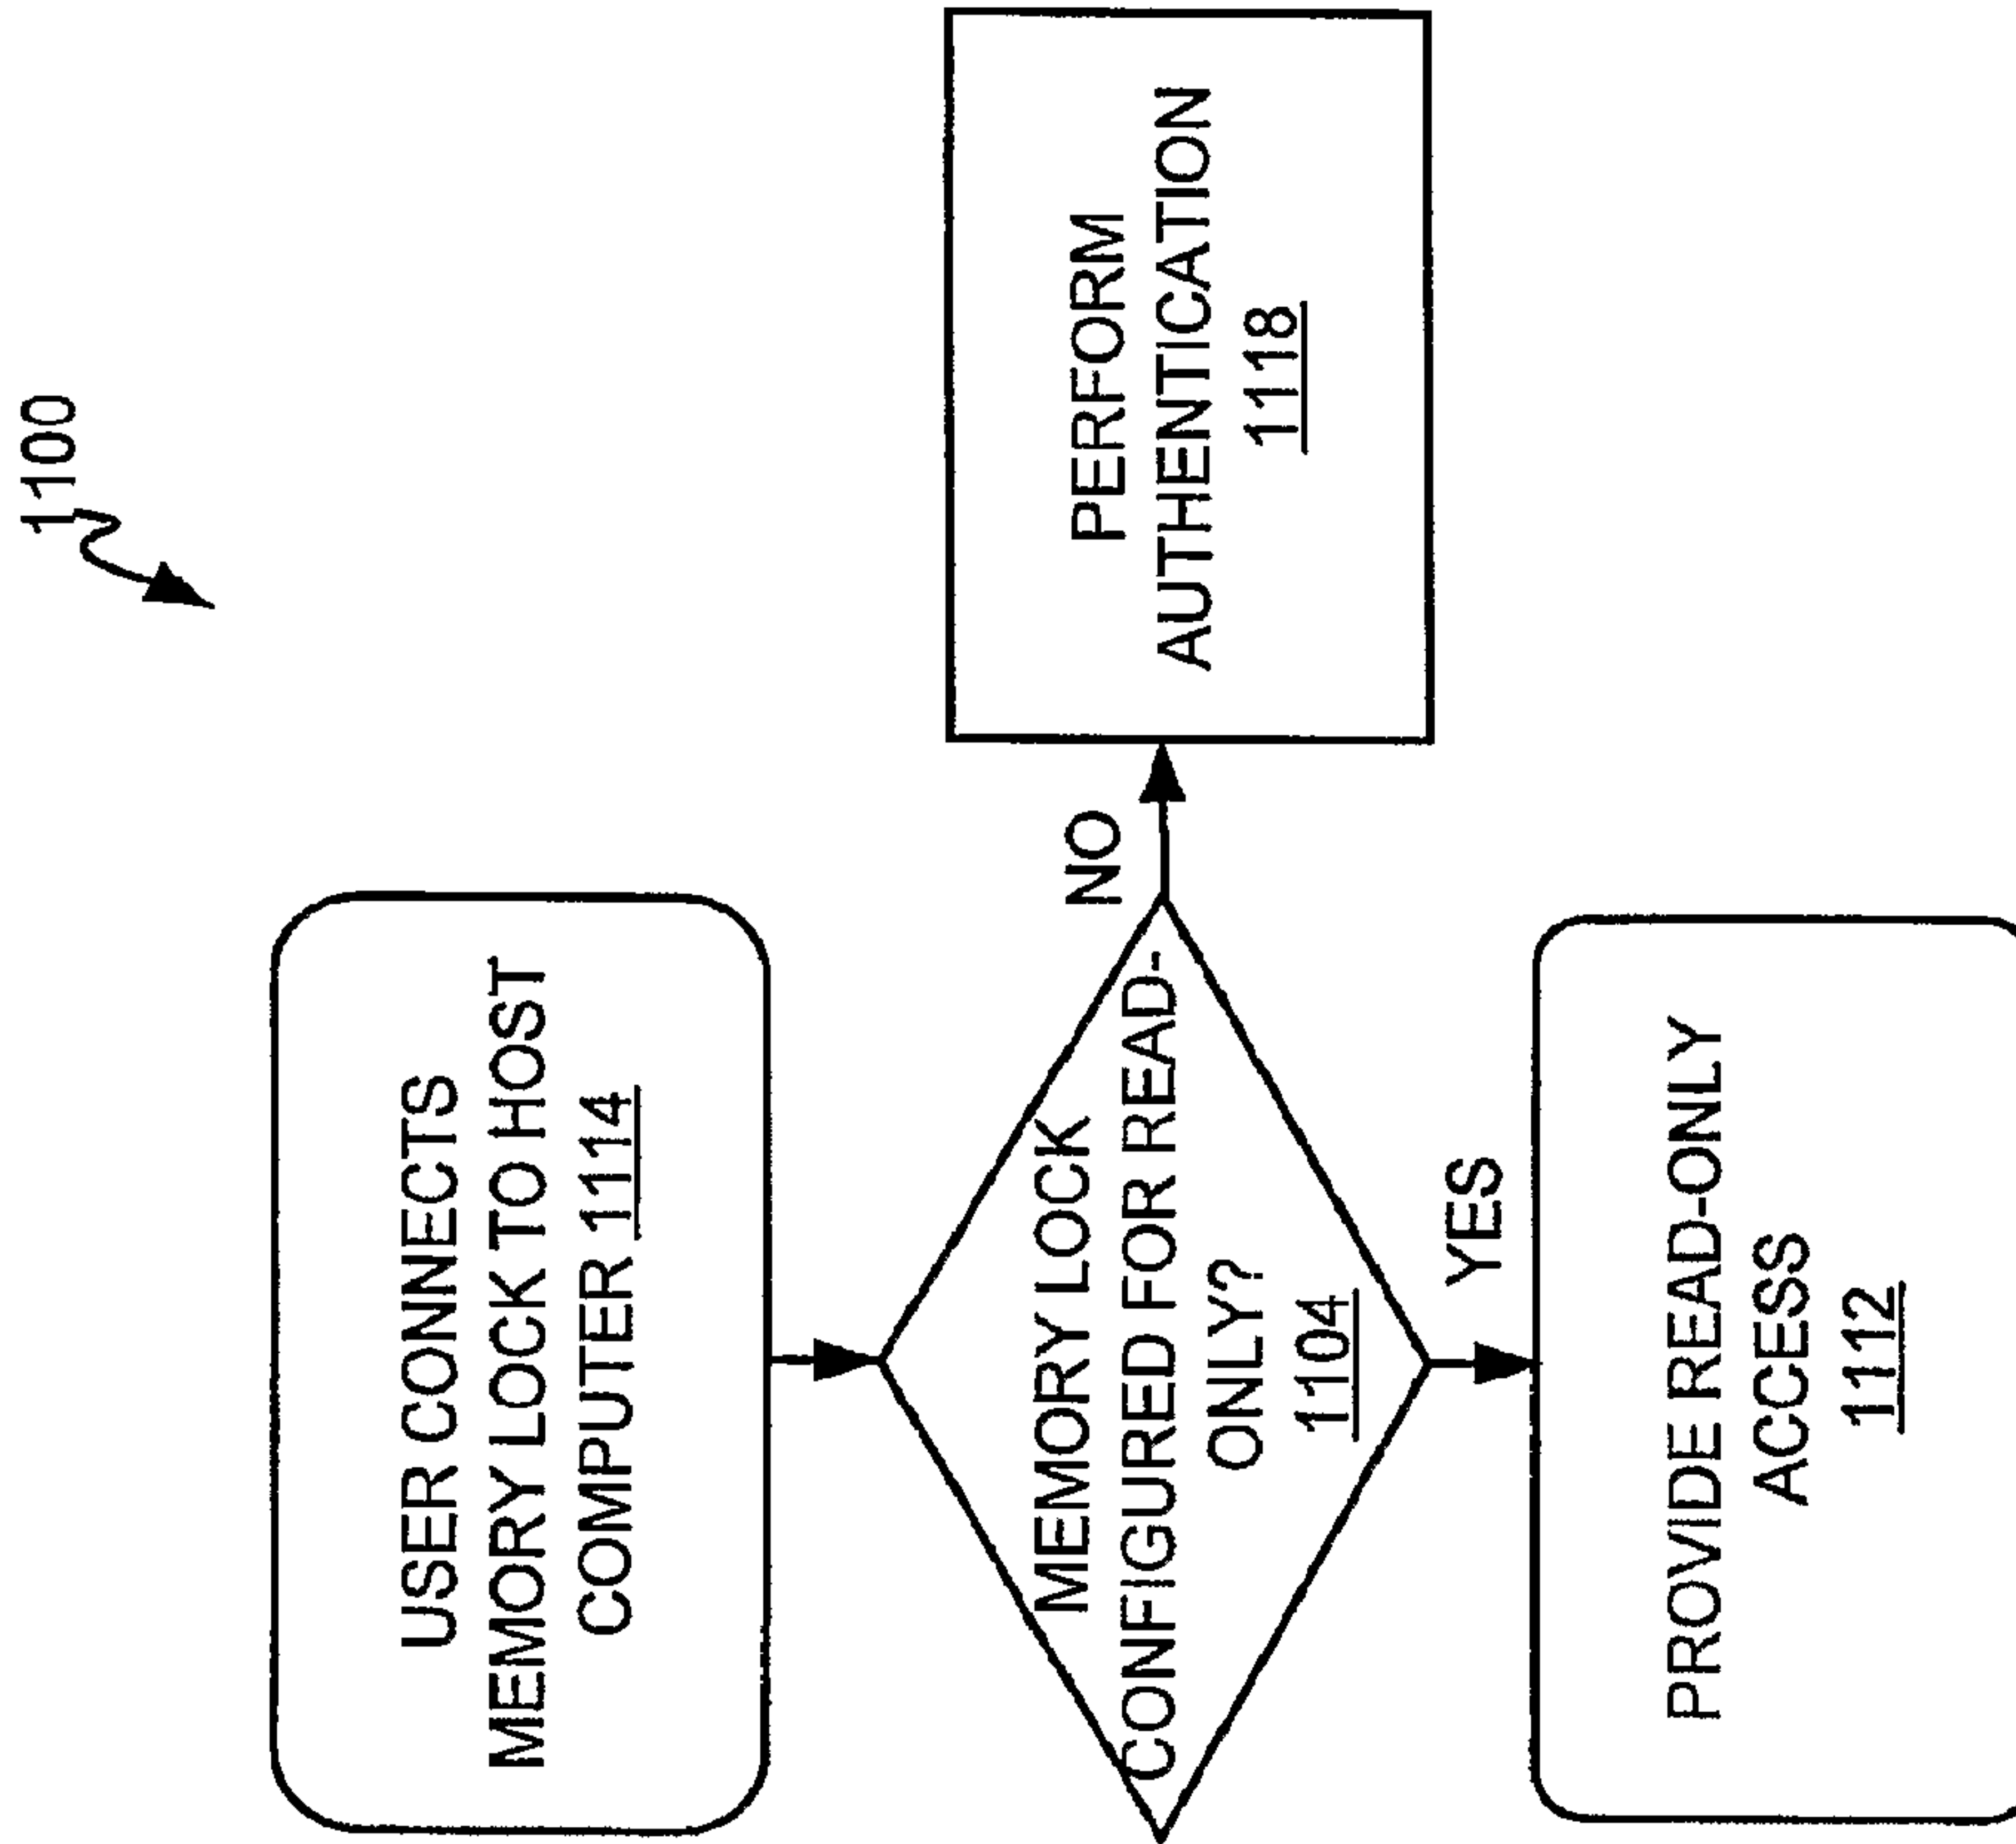 1100
USER CONNECTS
MEMORY LOCK TO HOST
COMPUTER 1114
MEMORY LOCK
CONFIGURED FOR READ-
ONLY?
1104
NO
PERFORM
AUTHENTICATION
1118
YES
PROVIDE READ-ONLY
ACCESS
1112